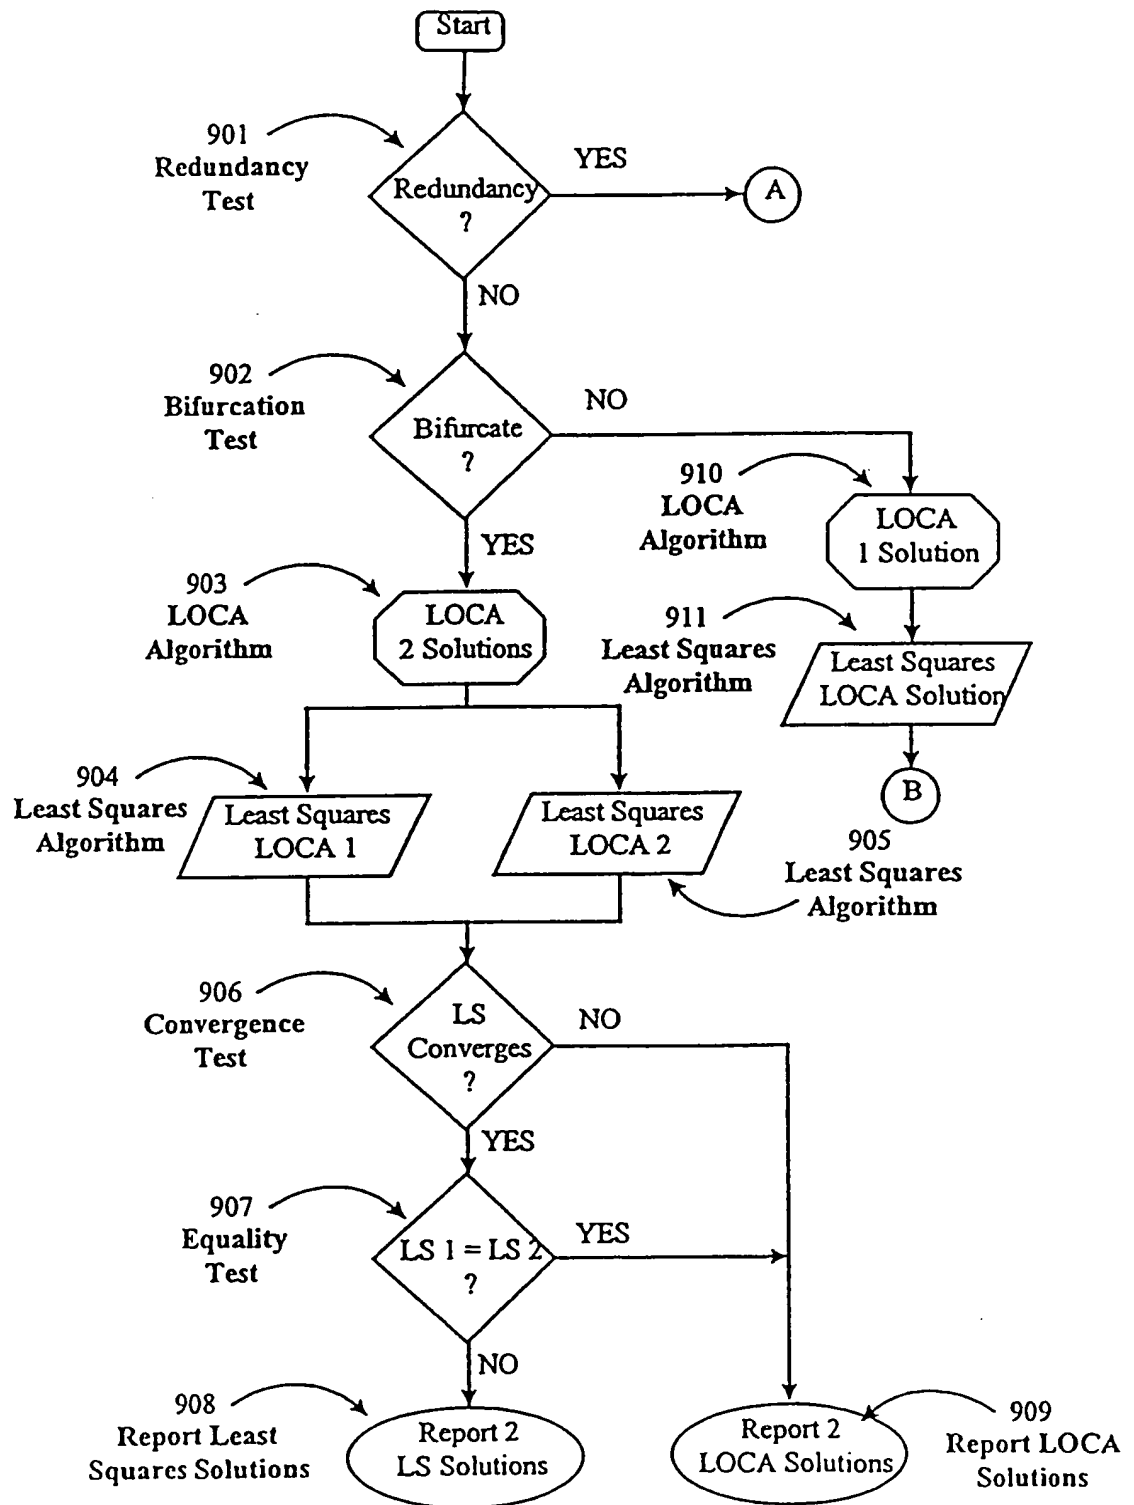 Start
901
Redundancy
Test
Redundancy
?
YES
A
NO
902
Bifurcation
Test
Bifurcate
?
NO
YES
910
LOCA
Algorithm
LOCA
1 Solution
903
LOCA
Algorithm
LOCA
2 Solutions
911
Least Squares
Algorithm
Least Squares
LOCA Solution
B
904
Least Squares
Algorithm
Least Squares
LOCA 1
Least Squares
LOCA 2
905
Least Squares
Algorithm
906
Convergence
Test
LS
Converges
?
NO
YES
907
Equality
Test
LS 1 = LS 2
?
YES
NO
908
Report Least
Squares Solutions
Report 2
LS Solutions
Report 2
LOCA Solutions
909
Report LOCA
Solutions